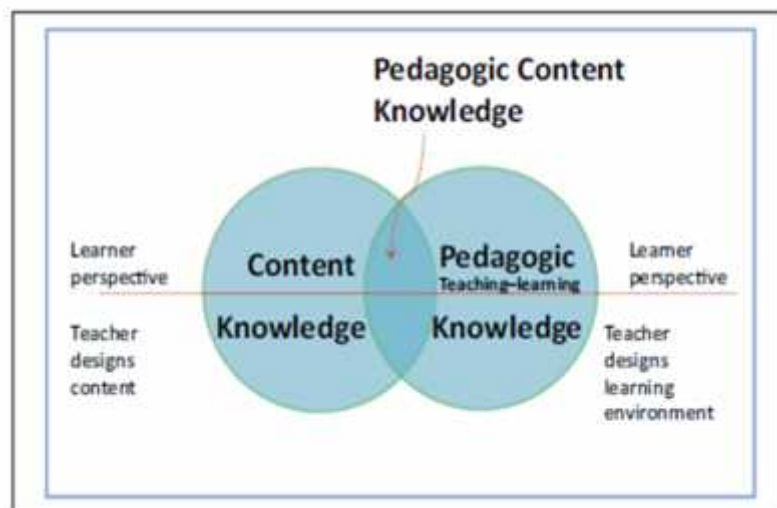 Pedagogic Content
Knowledge
Learner
perspective
Content
Pedagogic
Teaching–learning
Learner
perspective
Knowledge
Knowledge
Teacher
designs
content
Teacher
designs
learning
environment